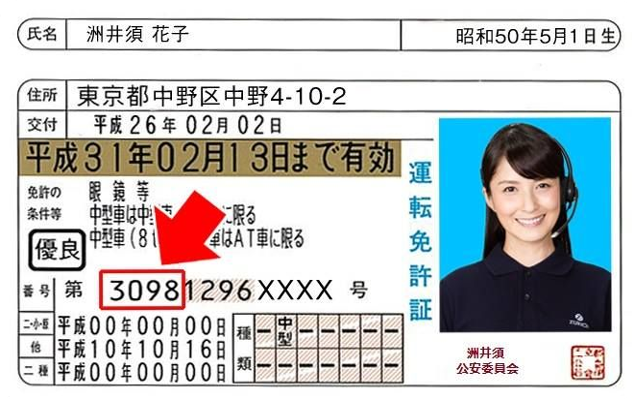 氏名 洲井須 花子 昭和50年5月1日生
住所 東京都中野区中野4-10-2
交付 平成 26年 02月 02日
平成31年02月13日まで有効
免許の 眼鏡等
条件等 中型車は中型 に限る
中型車(8t 車はAT車に限る
優良
番号 第 30981296XXXX 号
二・小・原 平成00年00月00日
他 平成10年10月16日
二種 平成00年00月00日
種類 中型
運転免許証
ZURICH
洲井須
公安委員会